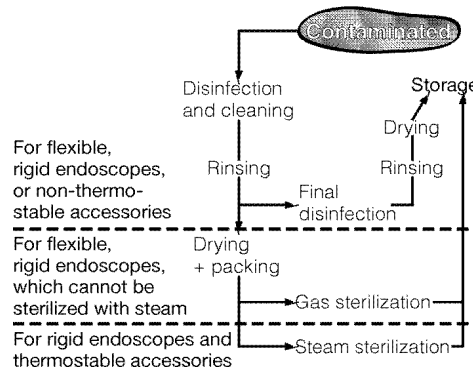 Contaminated
Disinfection
and cleaning
Storage
Drying
Rinsing
Rinsing
Final
disinfection
For flexible,
rigid endoscopes,
or non-thermo-
stable accessories
Drying
+ packing
For flexible,
rigid endoscopes,
which cannot be
sterilized with steam
Gas sterilization
For rigid endoscopes and
thermostable accessories
Steam sterilization